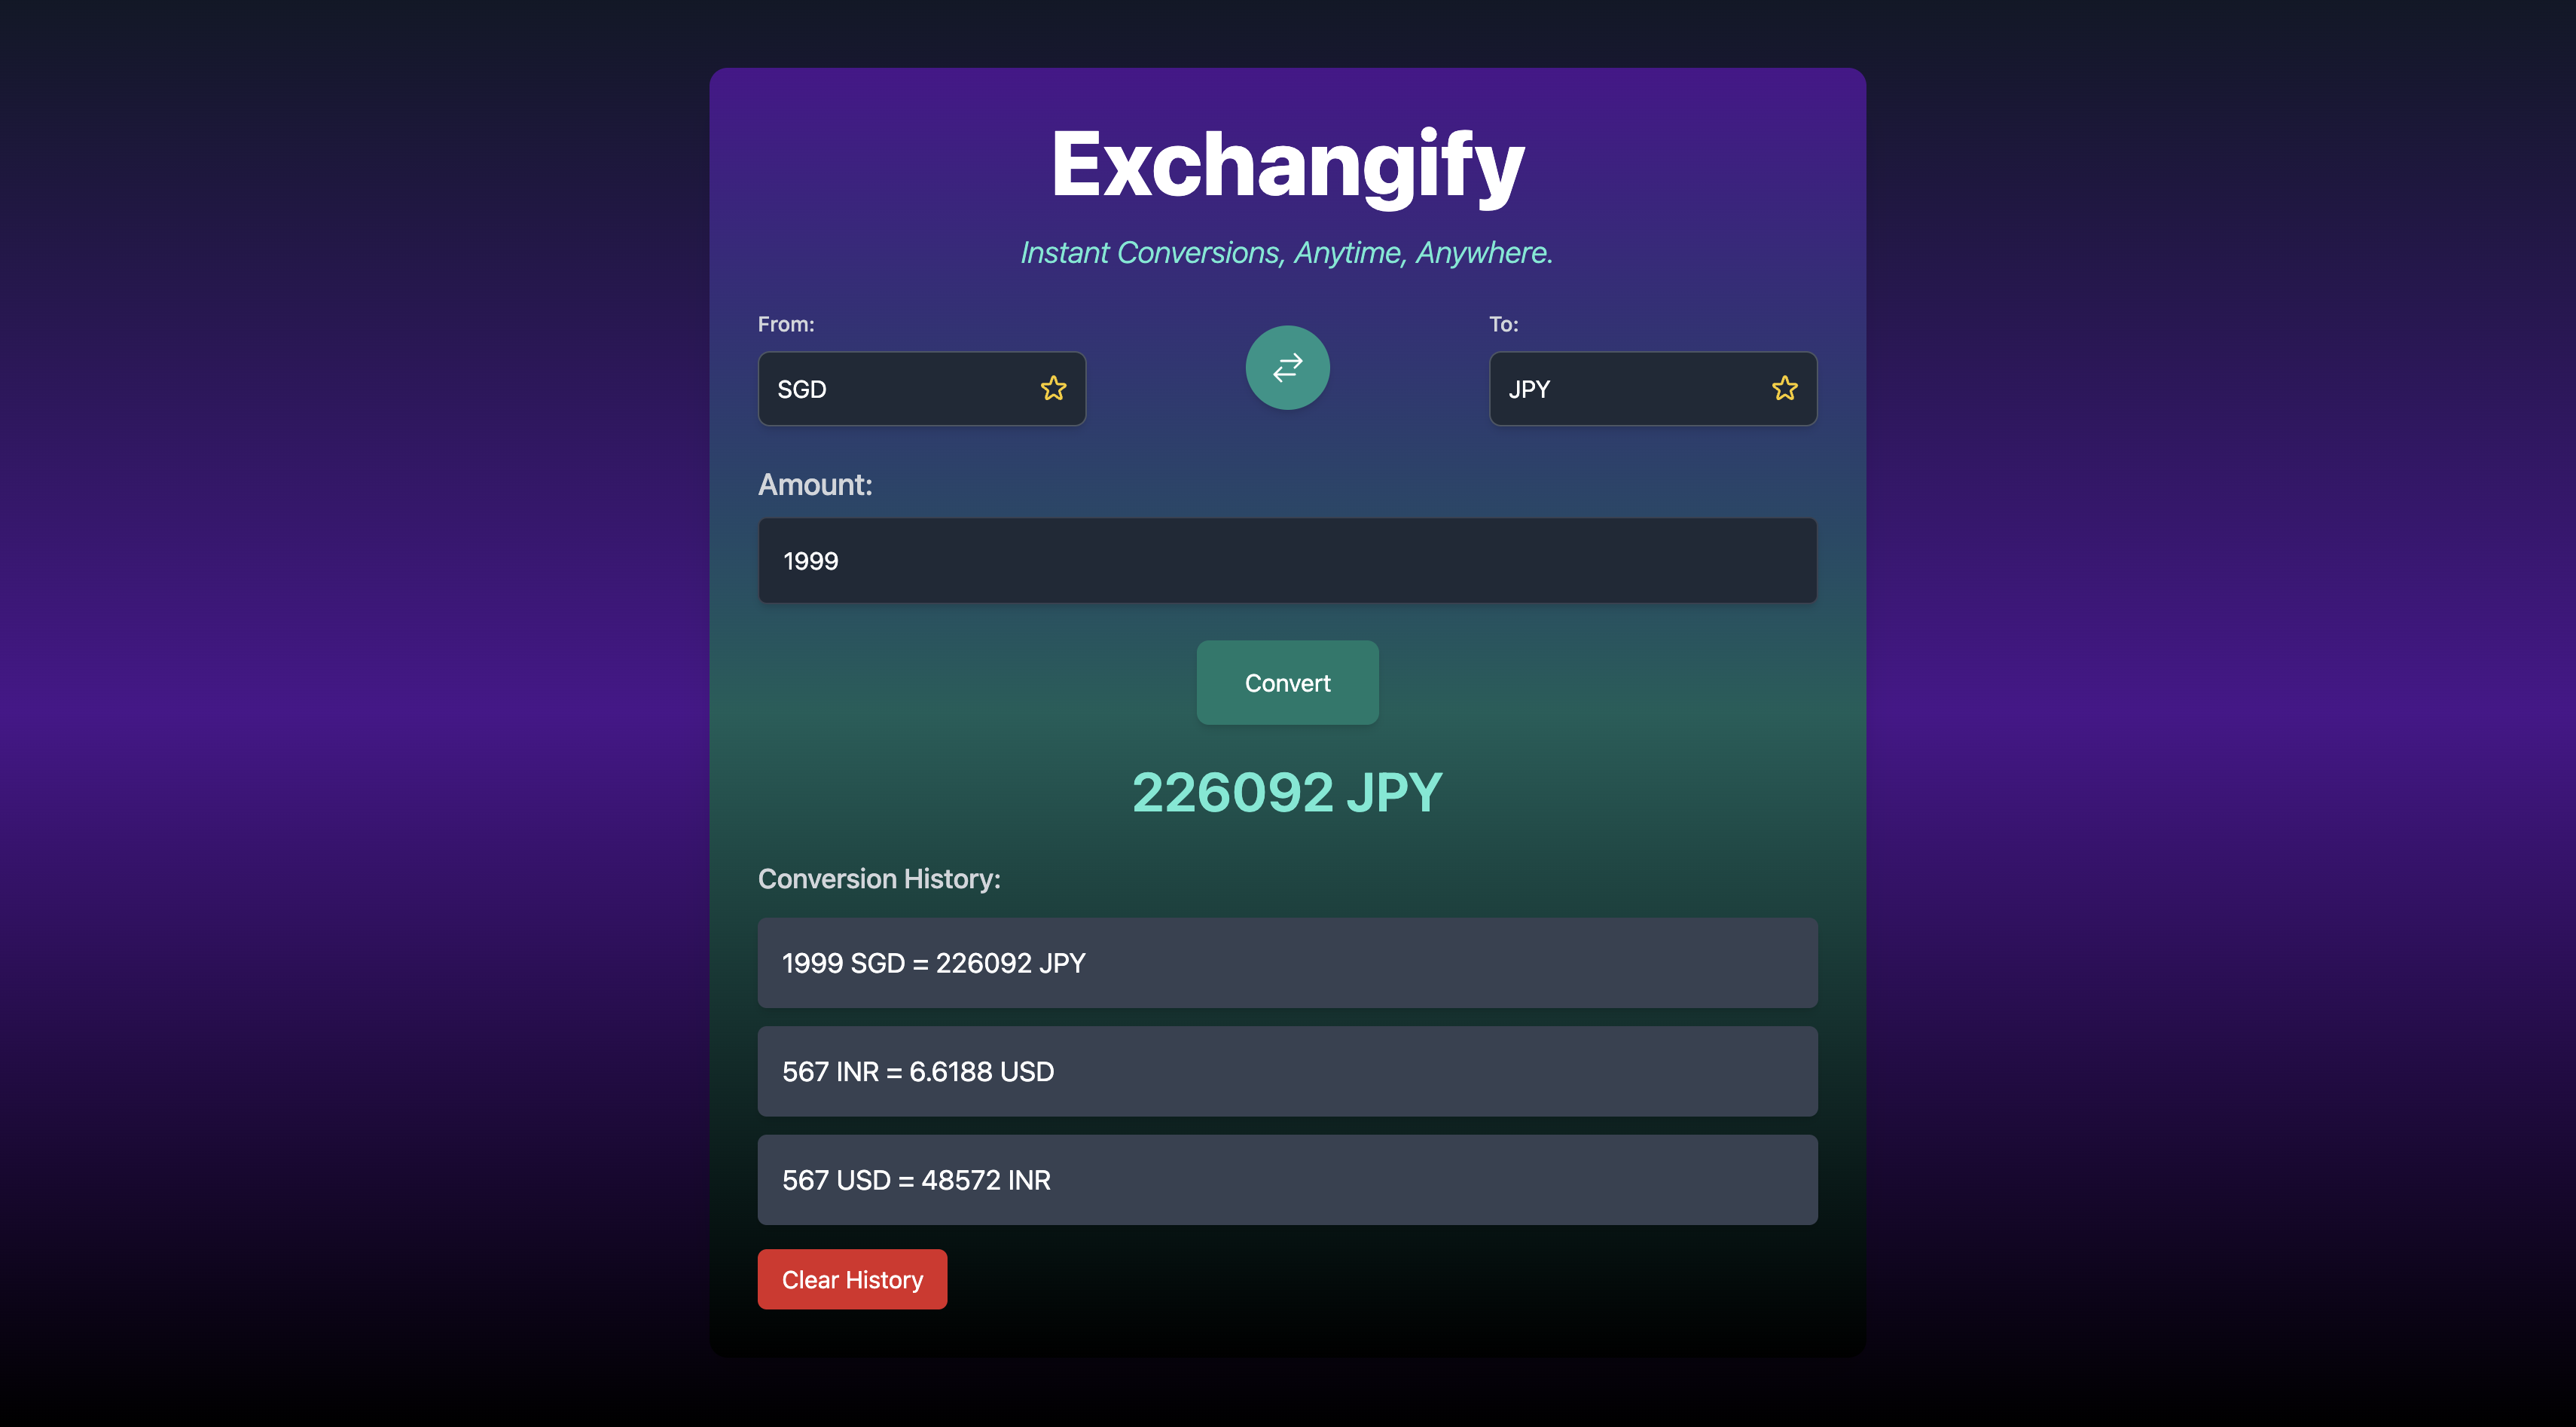 Exchangify
Instant Conversions, Anytime, Anywhere.
From:
To:
SGD
JPY
Amount:
1999
Convert
226092 JPY
Conversion History:
1999 SGD = 226092 JPY
567 INR = 6.6188 USD
567 USD = 48572 INR
Clear History